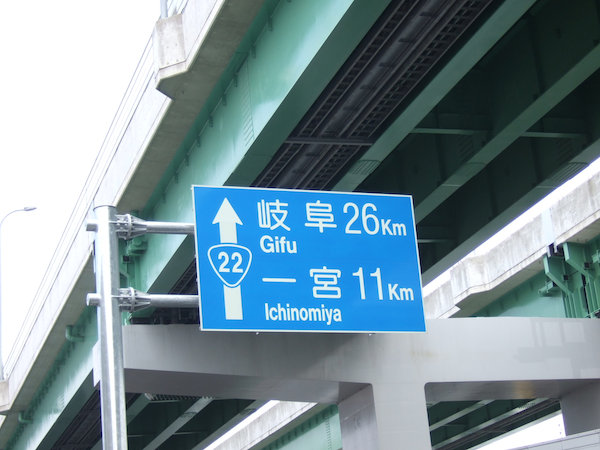 岐阜 26Km
Gifu
22
一宮 11Km
Ichinomiya